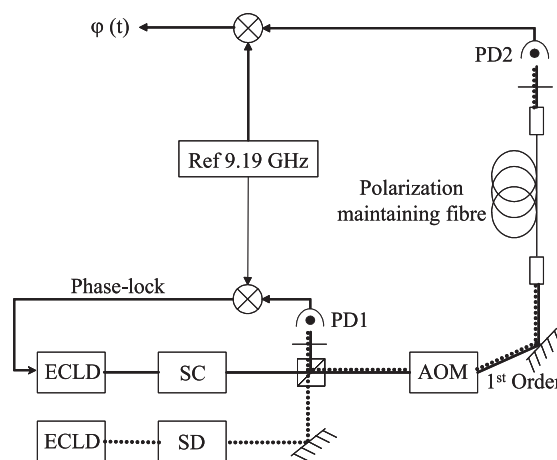 φ (t)
PD2
Ref 9.19 GHz
Polarization
maintaining fibre
Phase-lock
PD1
ECLD
SC
AOM
1st Order
ECLD
SD